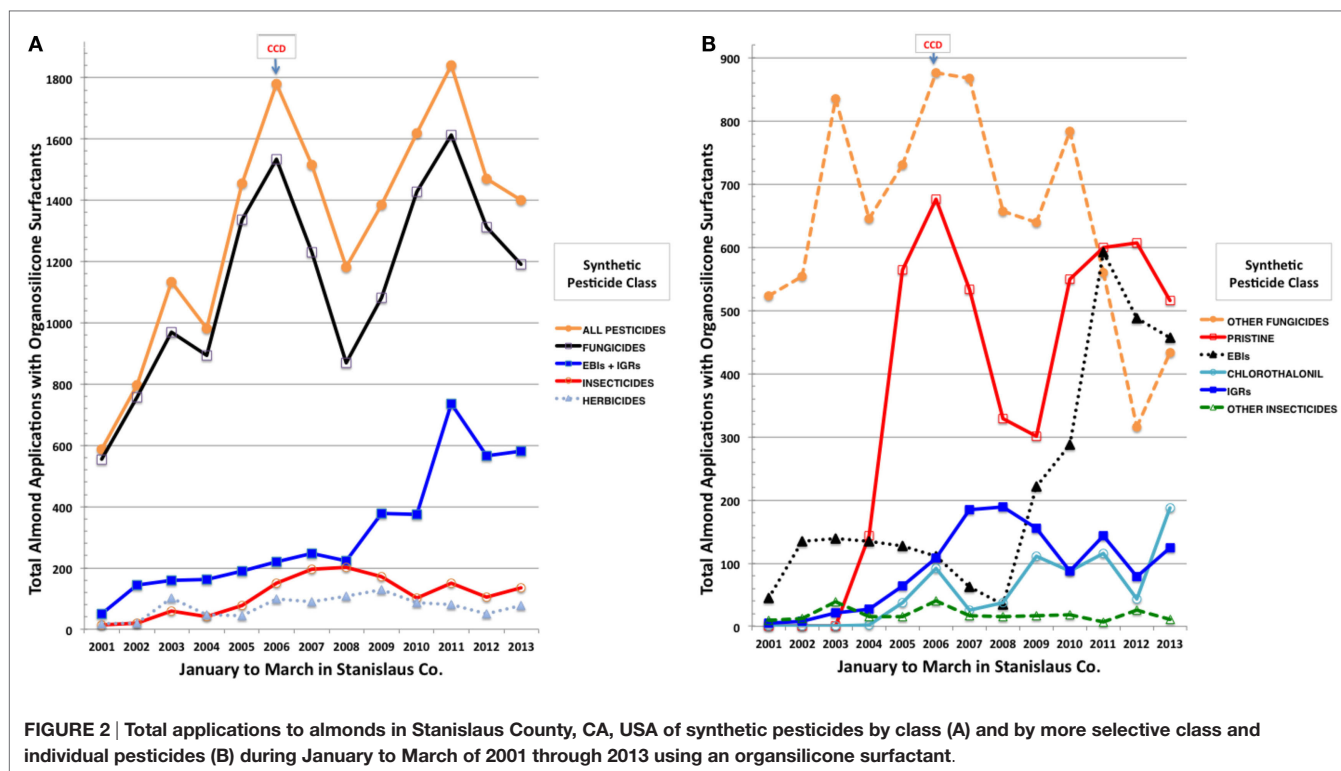 A
CCD
Total Almond Applications with Organosilicone Surfactants
1800
1600
1400
1200
1000
800
600
400
200
0
2001 2002 2003 2004 2005 2006 2007 2008 2009 2010 2011 2012 2013
January to March in Stanislaus Co.
Synthetic
Pesticide Class
ALL PESTICIDES
FUNGICIDES
EBIs + IGRs
INSECTICIDES
HERBICIDES
B
CCD
Total Almond Applications with Organosilicone Surfactants
900
800
700
600
500
400
300
200
100
0
2001 2002 2003 2004 2005 2006 2007 2008 2009 2010 2011 2012 2013
January to March in Stanislaus Co.
Synthetic
Pesticide Class
OTHER FUNGICIDES
PRISTINE
EBIs
CHLOROTHALONIL
IGRs
OTHER INSECTICIDES
FIGURE 2 | Total applications to almonds in Stanislaus County, CA, USA of synthetic pesticides by class (A) and by more selective class and
individual pesticides (B) during January to March of 2001 through 2013 using an organsilicone surfactant.